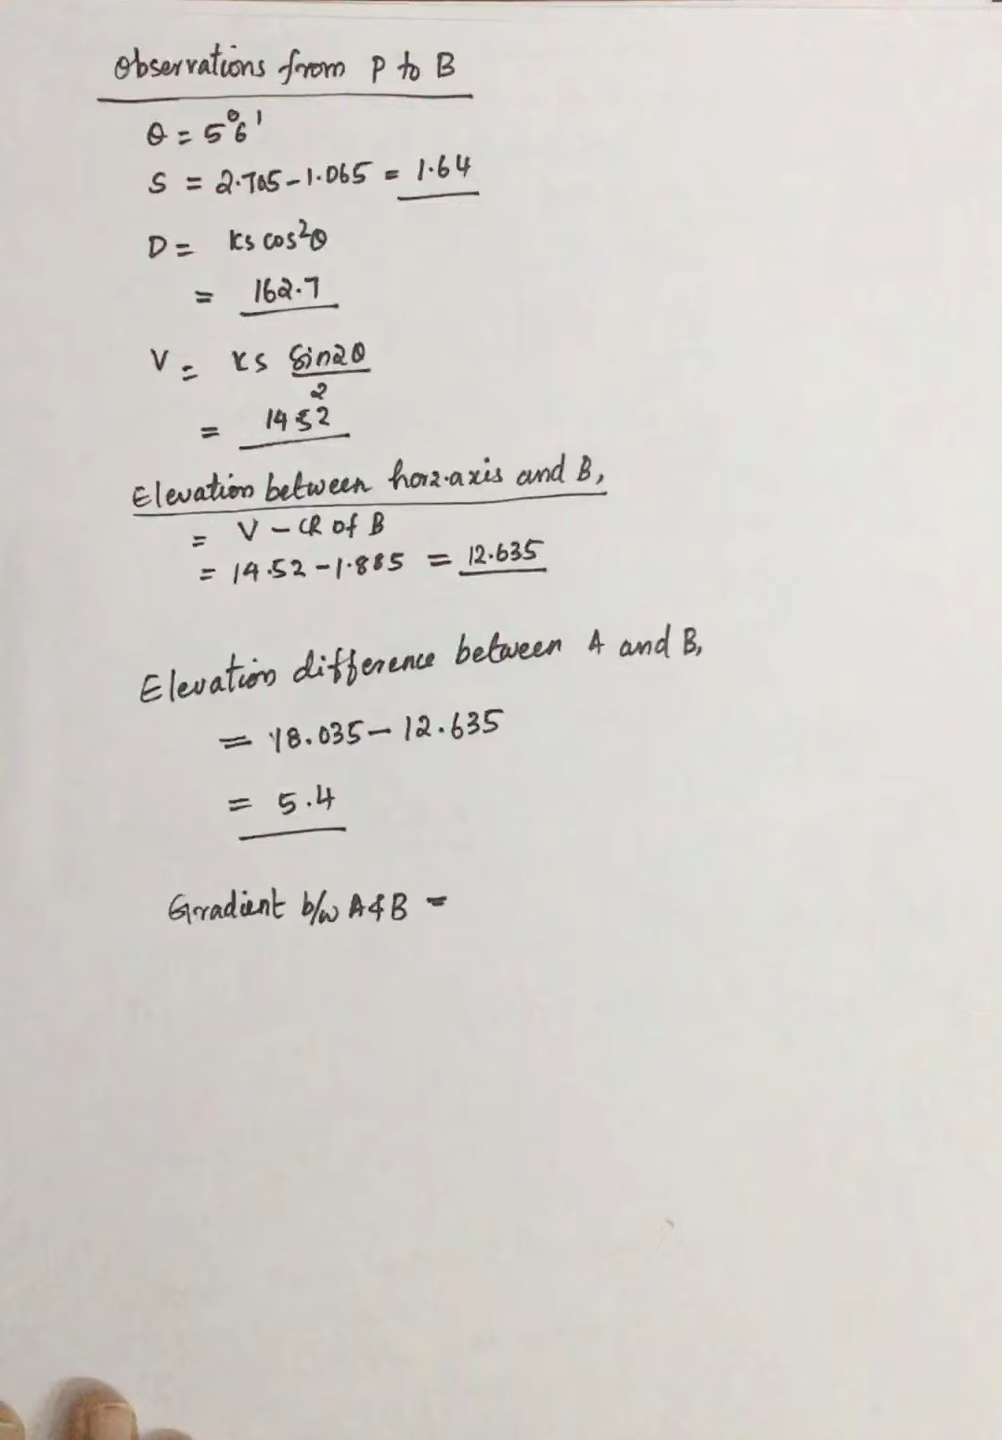 Observations from P to B
θ = 5°6'
S = 2.705-1.065 = 1.64
D = ks cos²θ
= 162.7
V = ks sin2θ
2
= 14.52
Elevation between horz.axis and B,
= V - CR of B
= 14.52 - 1.885 = 12.635
Elevation difference between A and B,
= 18.035 - 12.635
= 5.4
Gradient b/w A & B =